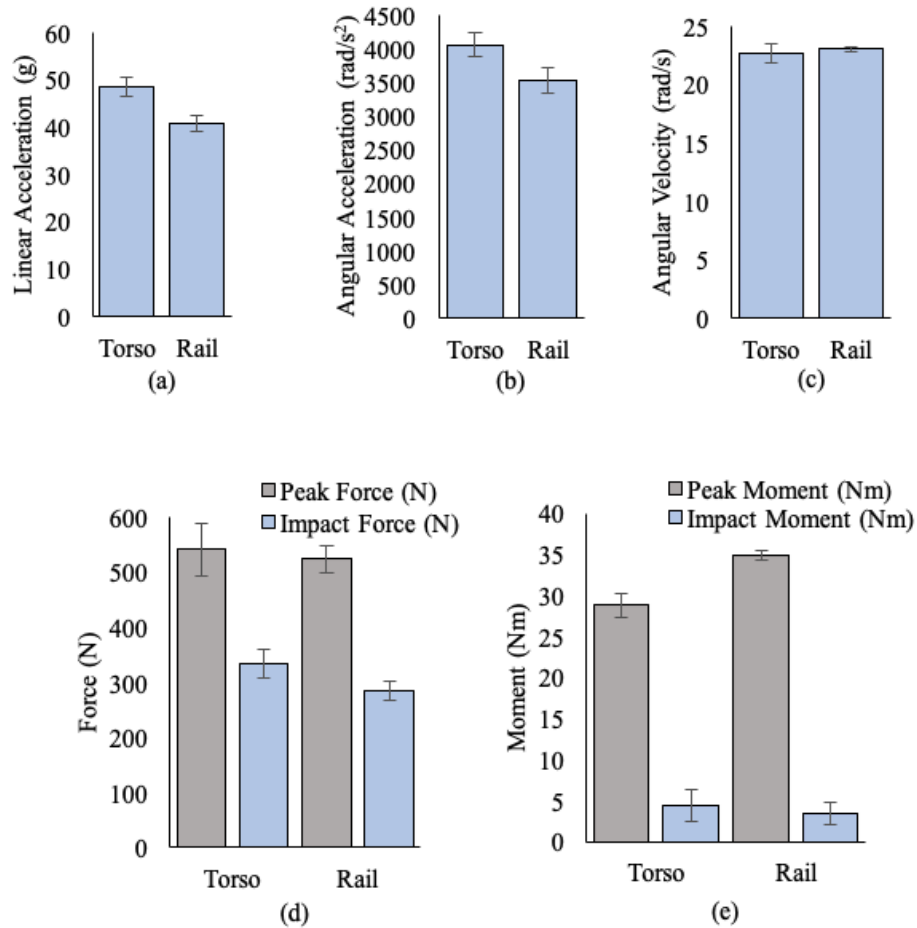 Linear Acceleration (g)
60
50
40
30
20
10
0
Torso Rail
(a)
Angular Acceleration (rad/s²)
4500
4000
3500
3000
2500
2000
1500
1000
500
0
Torso Rail
(b)
Angular Velocity (rad/s)
25
20
15
10
5
0
Torso Rail
(c)
Peak Force (N)
Impact Force (N)
Force (N)
600
500
400
300
200
100
0
Torso Rail
(d)
Peak Moment (Nm)
Impact Moment (Nm)
Moment (Nm)
40
35
30
25
20
15
10
5
0
Torso Rail
(e)